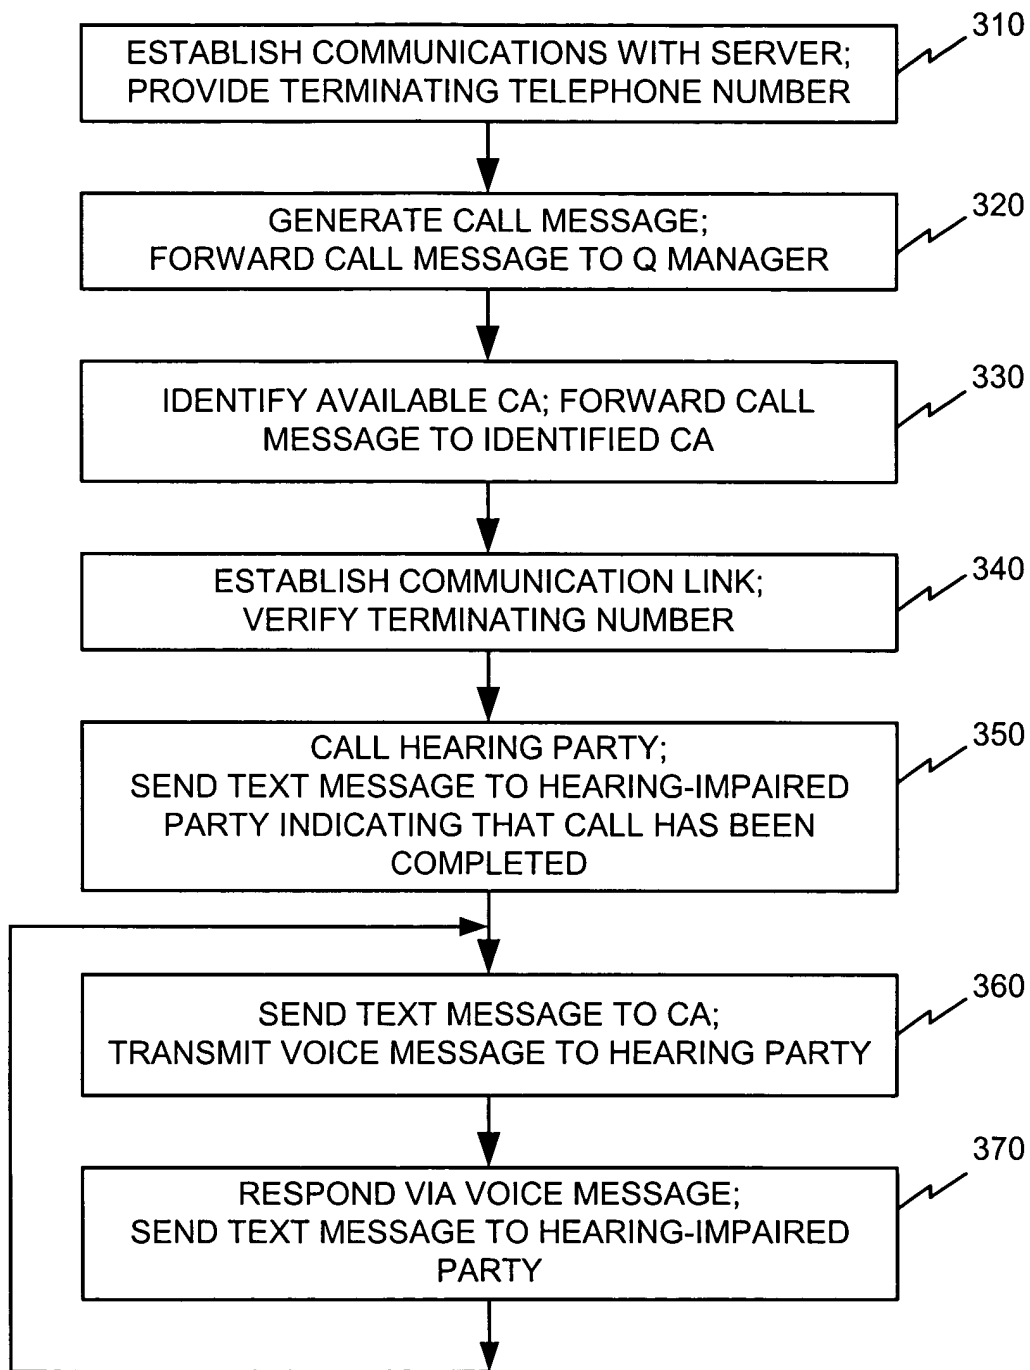 310
ESTABLISH COMMUNICATIONS WITH SERVER;
PROVIDE TERMINATING TELEPHONE NUMBER
320
GENERATE CALL MESSAGE;
FORWARD CALL MESSAGE TO Q MANAGER
330
IDENTIFY AVAILABLE CA; FORWARD CALL
MESSAGE TO IDENTIFIED CA
340
ESTABLISH COMMUNICATION LINK;
VERIFY TERMINATING NUMBER
350
CALL HEARING PARTY;
SEND TEXT MESSAGE TO HEARING-IMPAIRED
PARTY INDICATING THAT CALL HAS BEEN
COMPLETED
360
SEND TEXT MESSAGE TO CA;
TRANSMIT VOICE MESSAGE TO HEARING PARTY
370
RESPOND VIA VOICE MESSAGE;
SEND TEXT MESSAGE TO HEARING-IMPAIRED
PARTY